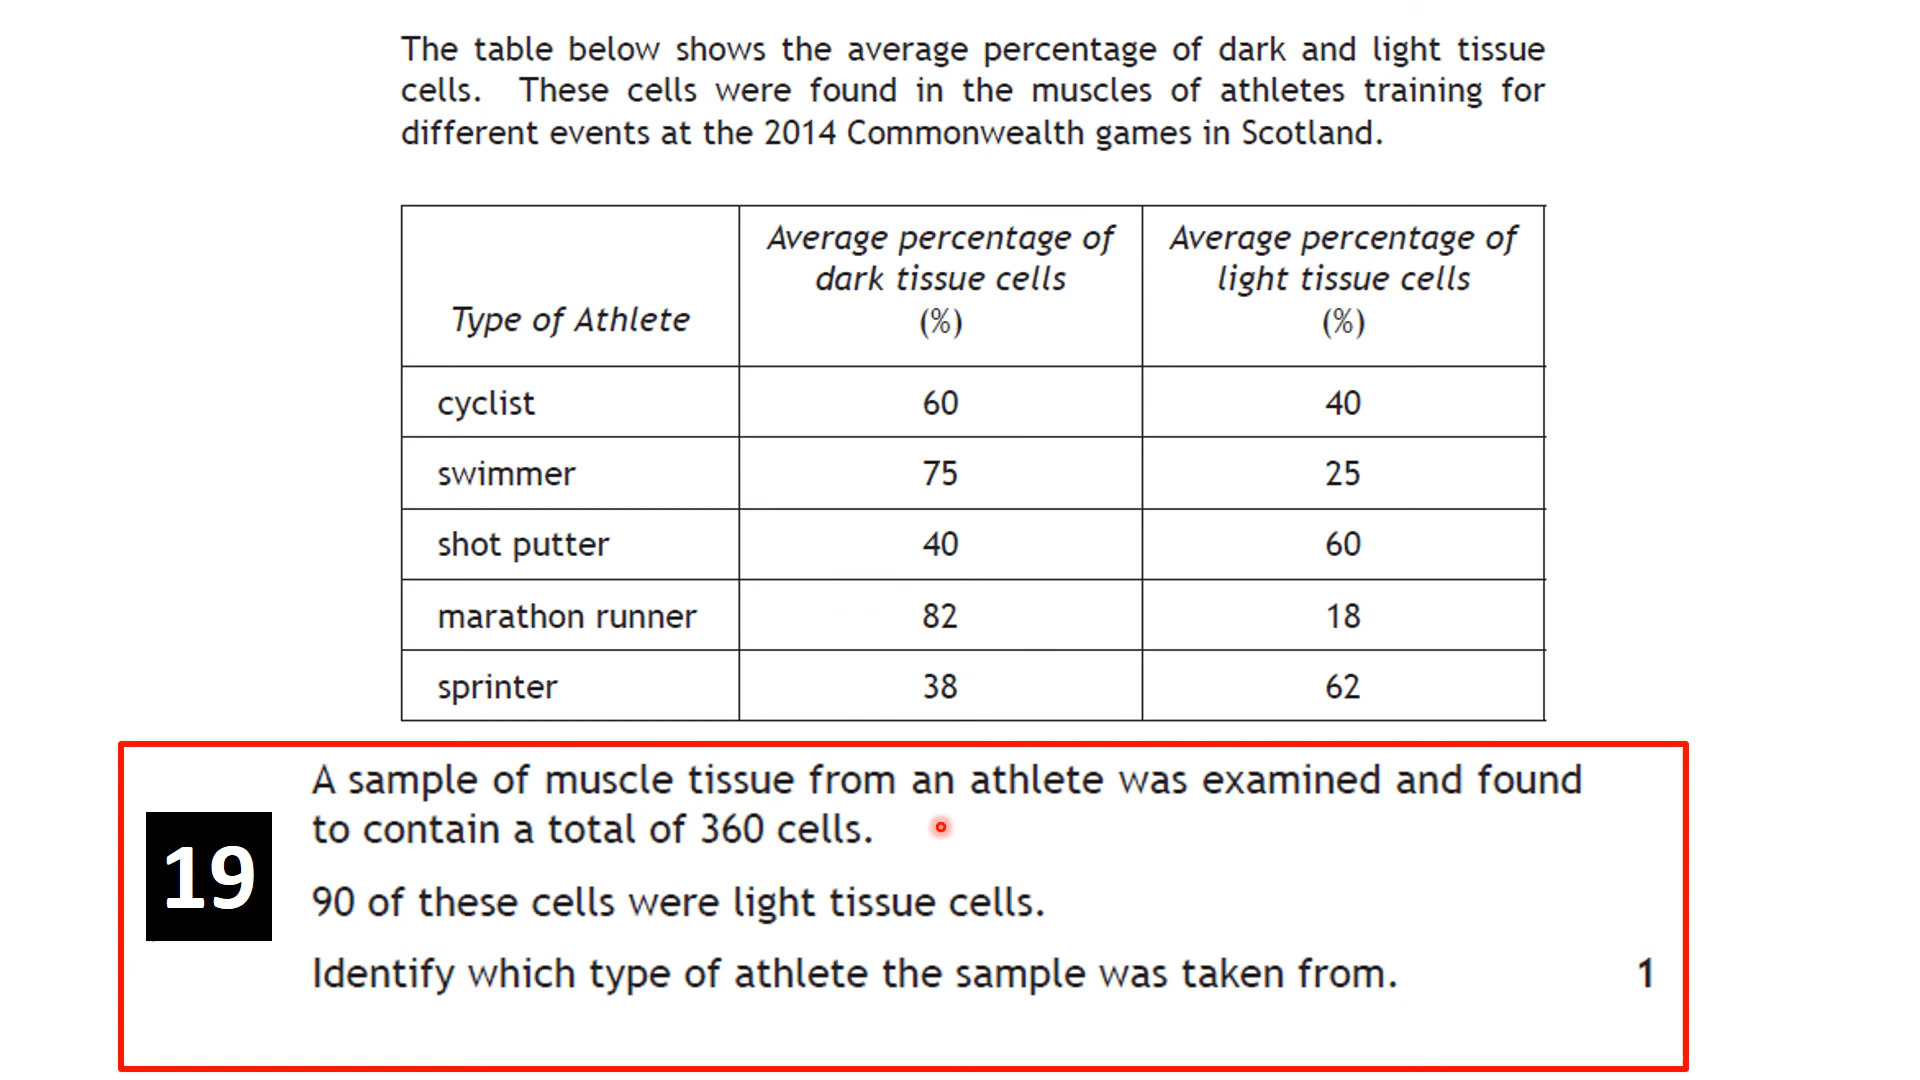 The table below shows the average percentage of dark and light tissue
cells. These cells were found in the muscles of athletes training for
different events at the 2014 Commonwealth games in Scotland.
Type of Athlete
Average percentage of
dark tissue cells
(%)
Average percentage of
light tissue cells
(%)
cyclist 60 40
swimmer 75 25
shot putter 40 60
marathon runner 82 18
sprinter 38 62
19
A sample of muscle tissue from an athlete was examined and found
to contain a total of 360 cells.
90 of these cells were light tissue cells.
Identify which type of athlete the sample was taken from. 1